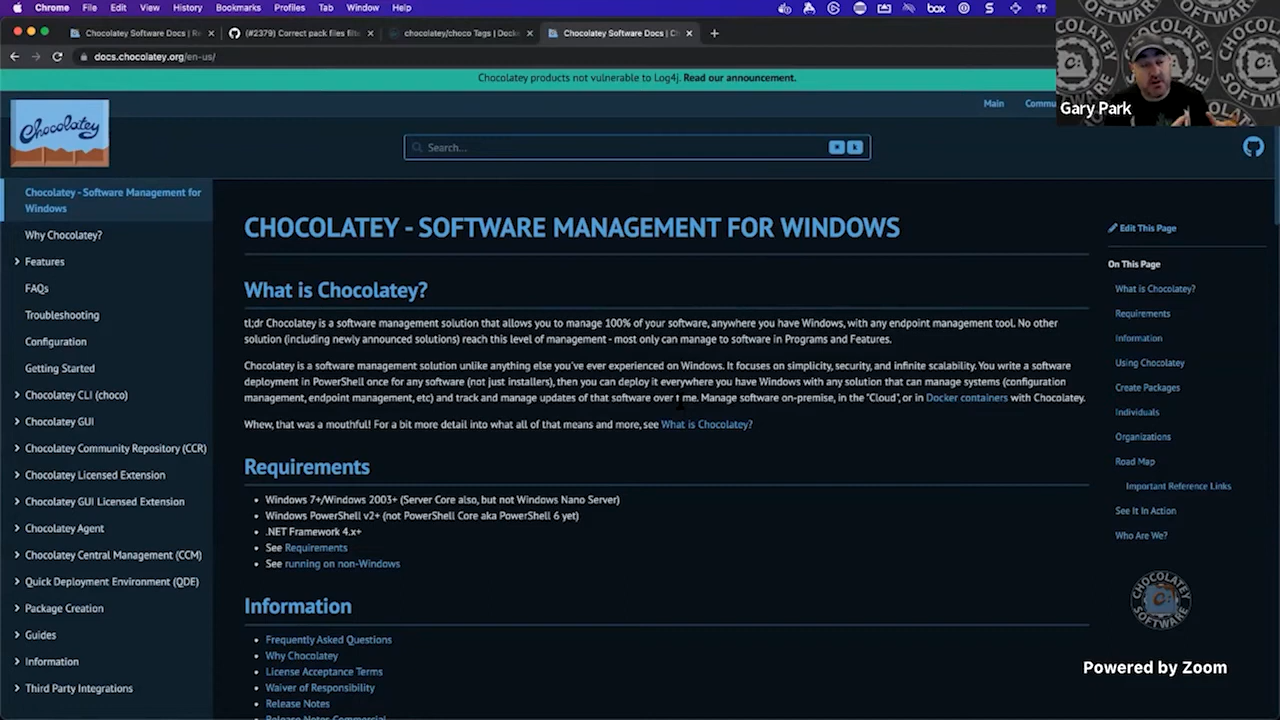 Chrome File Edit View History Bookmarks Profiles Tab Window Help
box
Chocolatey Software Docs | Re
(#2379) Correct pack files filt
chocolatey/choco Tags | Dock
Chocolatey Software Docs | Ch
docs.chocolatey.org/en-us/
Chocolatey products not vulnerable to Log4j. Read our announcement.
Main
Commu
Gary Park
Chocolatey
Search...
Chocolatey - Software Management for
Windows
Why Chocolatey?
Features
FAQs
Troubleshooting
Configuration
Getting Started
Chocolatey CLI (choco)
Chocolatey GUI
Chocolatey Community Repository (CCR)
Chocolatey Licensed Extension
Chocolatey GUI Licensed Extension
Chocolatey Agent
Chocolatey Central Management (CCM)
Quick Deployment Environment (QDE)
Package Creation
Guides
Information
Third Party Integrations
CHOCOLATEY - SOFTWARE MANAGEMENT FOR WINDOWS
What is Chocolatey?
tl;dr Chocolatey is a software management solution that allows you to manage 100% of your software, anywhere you have Windows, with any endpoint management tool. No other
solution (including newly announced solutions) reach this level of management - most only can manage to software in Programs and Features.
Chocolatey is a software management solution unlike anything else you've ever experienced on Windows. It focuses on simplicity, security, and infinite scalability. You write a software
deployment in PowerShell once for any software (not just installers), then you can deploy it everywhere you have Windows with any solution that can manage systems (configuration
management, endpoint management, etc) and track and manage updates of that software over time. Manage software on-premise, in the "Cloud", or in Docker containers with Chocolatey.
Whew, that was a mouthful! For a bit more detail into what all of that means and more, see What is Chocolatey?
Requirements
Windows 7+/Windows 2003+ (Server Core also, but not Windows Nano Server)
Windows PowerShell v2+ (not PowerShell Core aka PowerShell 6 yet)
.NET Framework 4.x+
See Requirements
See running on non-Windows
Information
Frequently Asked Questions
Why Chocolatey
License Acceptance Terms
Waiver of Responsibility
Release Notes
Release Notes Commercial
Edit This Page
On This Page
What is Chocolatey?
Requirements
Information
Using Chocolatey
Create Packages
Individuals
Organizations
Road Map
Important Reference Links
See It In Action
Who Are We?
CHOCOLATEY
SOFTWARE
Powered by Zoom